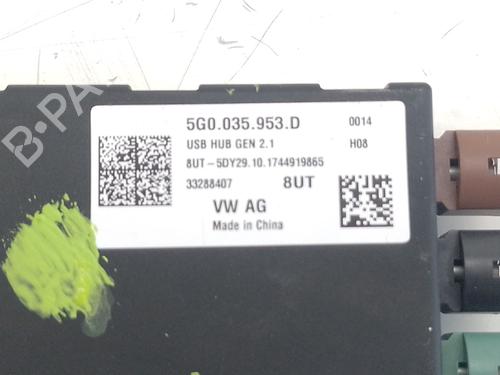 5G0.035.953.D 0014
USB HUB GEN 2.1 H08
8UT-5DY29.10.1744919865
33288407 8UT
VW AG
Made in China
B-PARTS